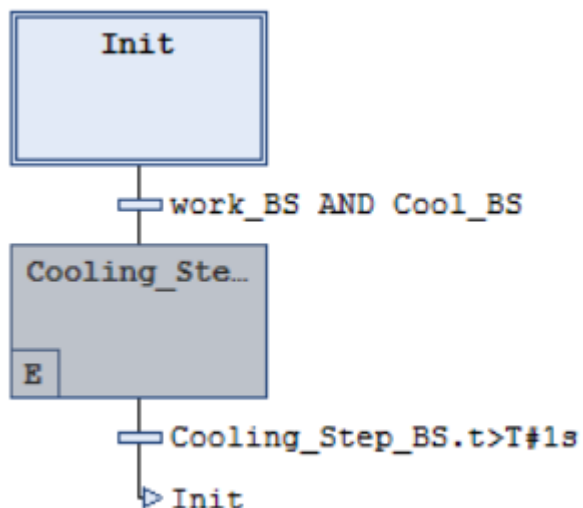 Init
work_BS AND Cool_BS
Cooling_Ste…
E
Cooling_Step_BS.t>T#1s
Init